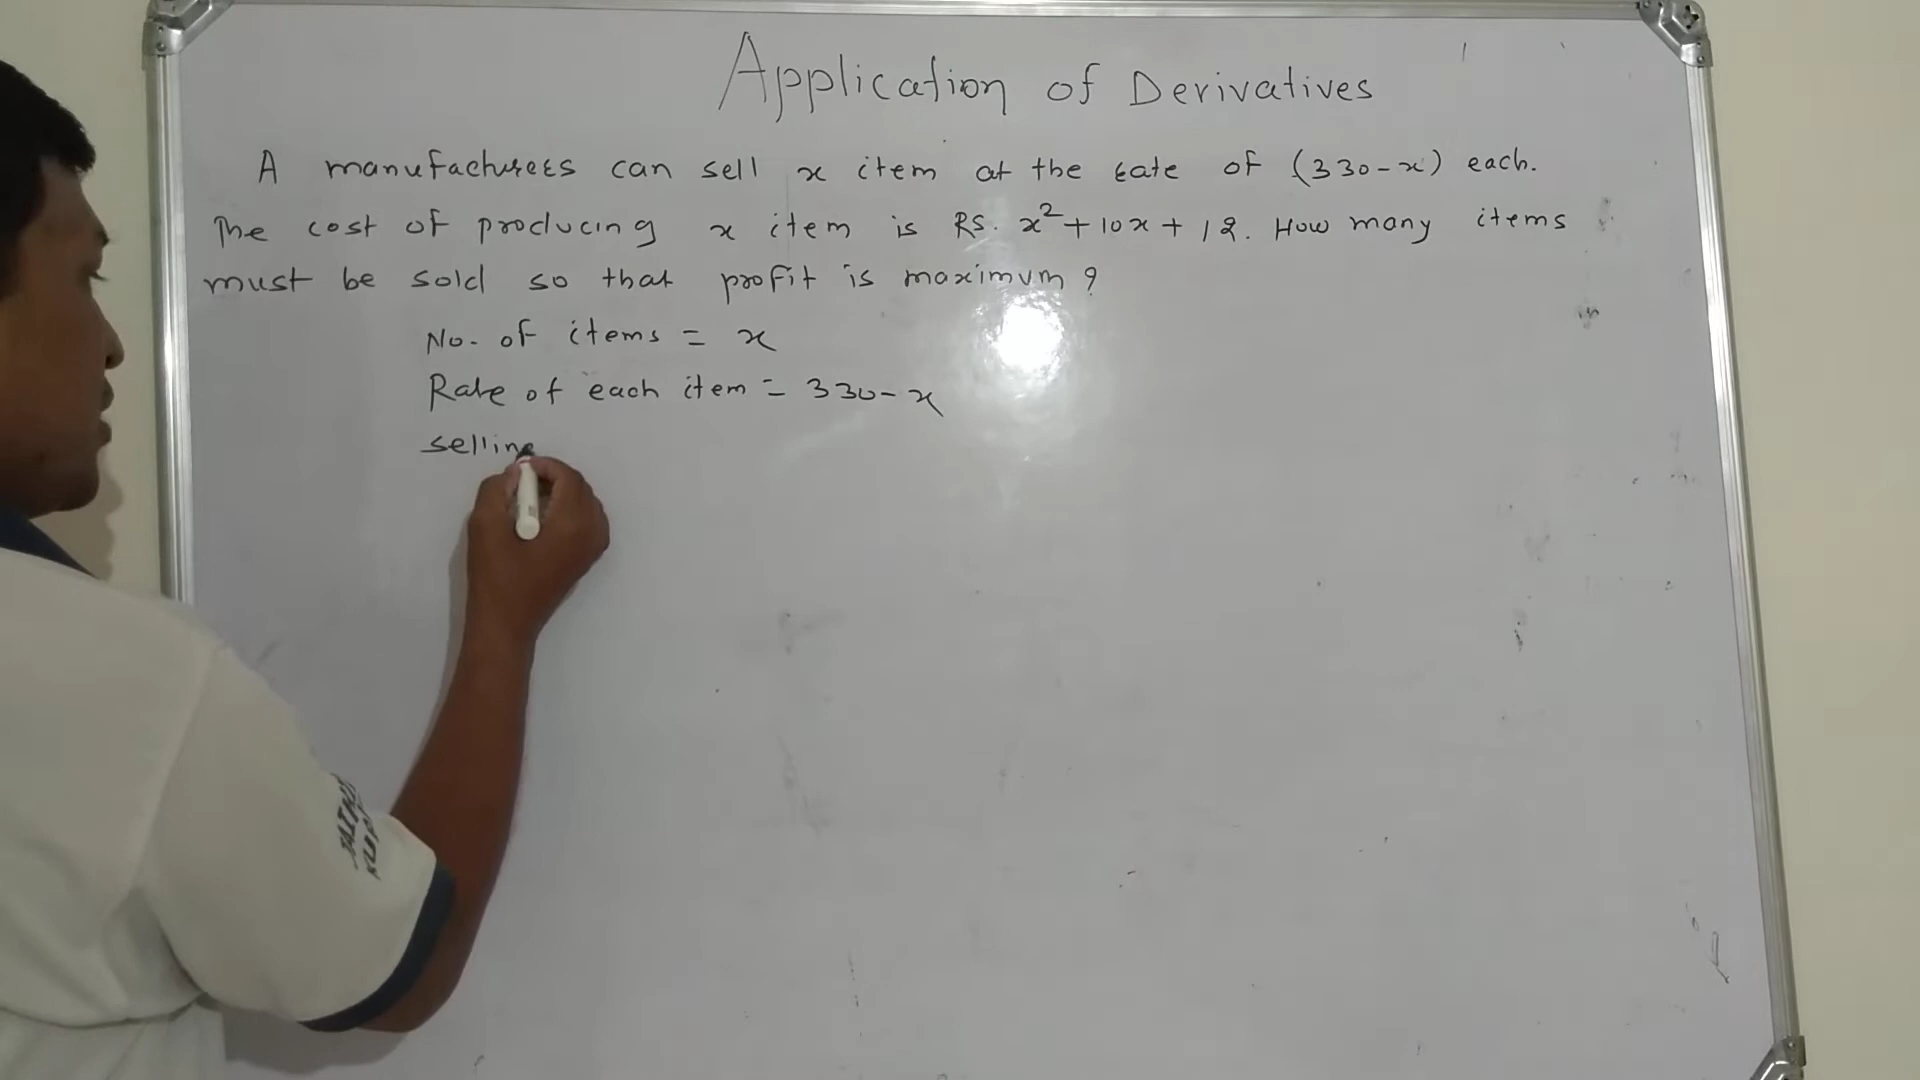 Application of Derivatives
A manufacturers can sell x item at the rate of (330-x) each.
The cost of producing x item is RS. x²+10x+12. How many items
must be sold so that profit is maximum ?
No. of items = x
Rate of each item = 330-x
selling